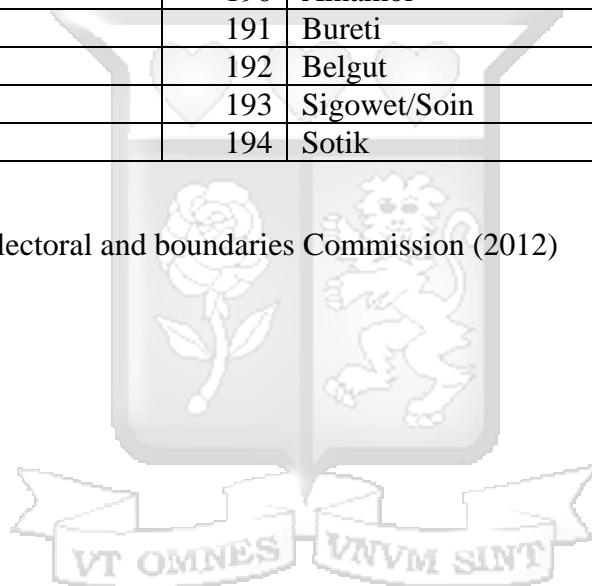 191 Bureti
192 Belgut
193 Sigowet/Soin
194 Sotik
lectoral and boundaries Commission (2012)
VT OMNES VNVM SINT